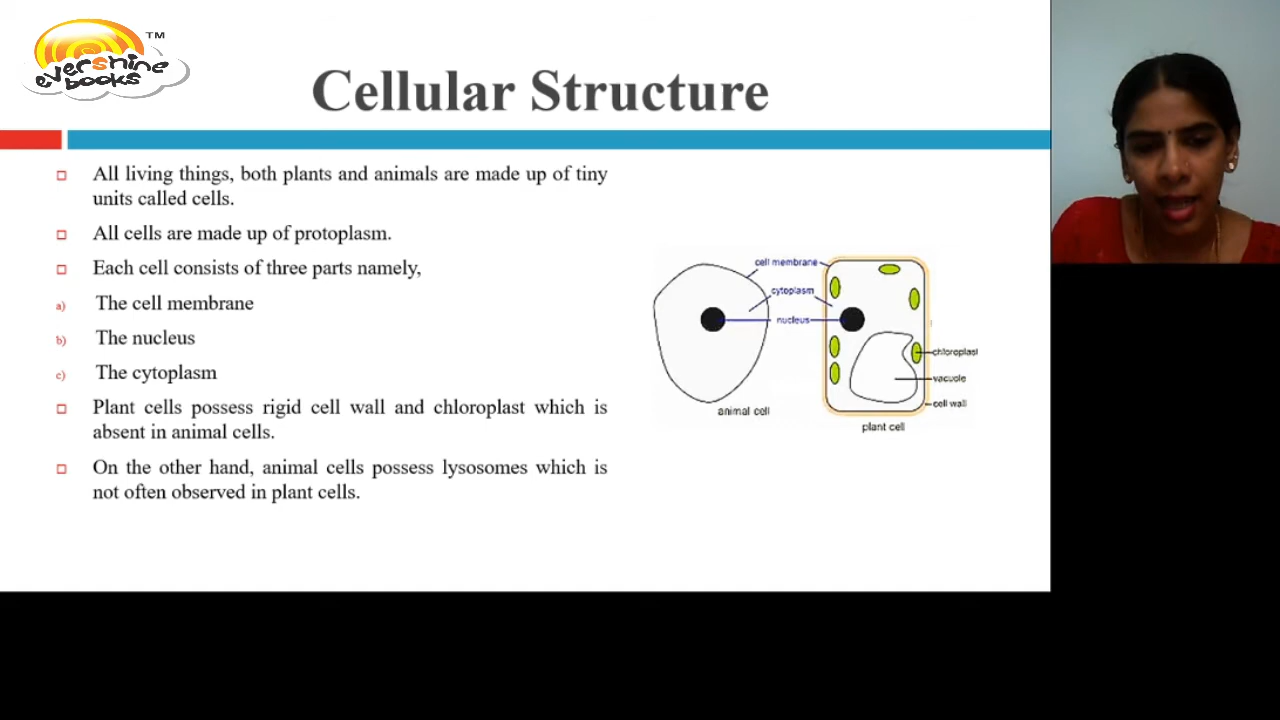 evershine
books
TM
Cellular Structure
All living things, both plants and animals are made up of tiny
units called cells.
All cells are made up of protoplasm.
Each cell consists of three parts namely,
a) The cell membrane
b) The nucleus
c) The cytoplasm
Plant cells possess rigid cell wall and chloroplast which is
absent in animal cells.
On the other hand, animal cells possess lysosomes which is
not often observed in plant cells.
cell membrane
cytoplasm
nucleus
chloroplast
vacuole
cell wall
animal cell
plant cell